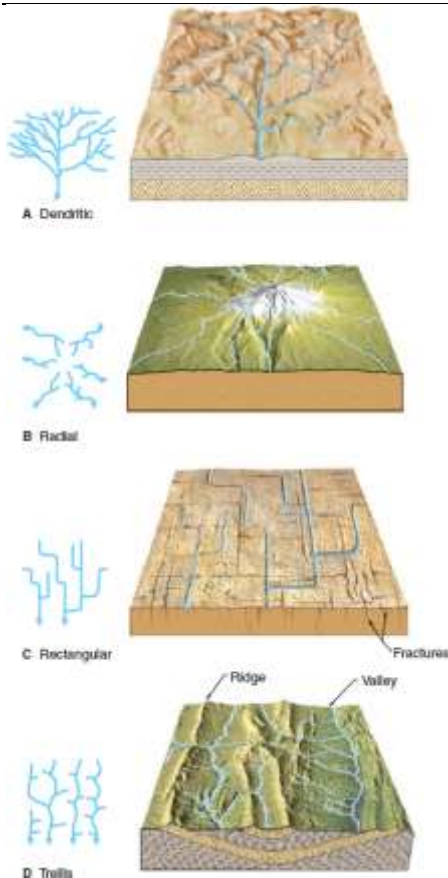 A Dendritic
B Radial
C Rectangular
Fractures
Ridge
Valley
D Trellis